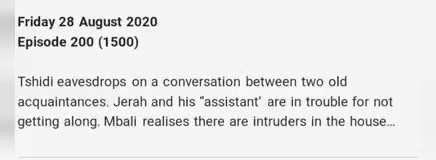 Friday 28 August 2020
Episode 200 (1500)
Tshidi eavesdrops on a conversation between two old
acquaintances. Jerah and his “assistant’ are in trouble for not
getting along. Mbali realises there are intruders in the house…